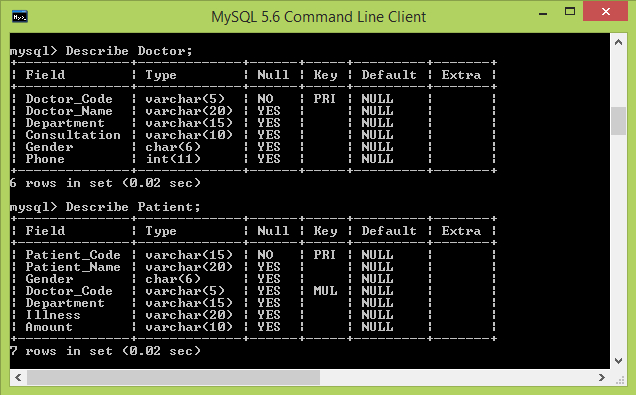 MySQL 5.6 Command Line Client
mysql> Describe Doctor;
+---------------+-------------+------+-----+---------+-------+
| Field | Type | Null | Key | Default | Extra |
+---------------+-------------+------+-----+---------+-------+
| Doctor_Code | varchar(5) | NO | PRI | NULL | |
| Doctor_Name | varchar(20) | YES | | NULL | |
| Department | varchar(15) | YES | | NULL | |
| Consultation | varchar(10) | YES | | NULL | |
| Gender | char(6) | YES | | NULL | |
| Phone | int(11) | YES | | NULL | |
+---------------+-------------+------+-----+---------+-------+
6 rows in set (0.02 sec)
mysql> Describe Patient;
+---------------+-------------+------+-----+---------+-------+
| Field | Type | Null | Key | Default | Extra |
+---------------+-------------+------+-----+---------+-------+
| Patient_Code | varchar(15) | NO | PRI | NULL | |
| Patient_Name | varchar(20) | YES | | NULL | |
| Gender | char(6) | YES | | NULL | |
| Doctor_Code | varchar(5) | YES | MUL | NULL | |
| Department | varchar(15) | YES | | NULL | |
| Illness | varchar(20) | YES | | NULL | |
| Amount | varchar(10) | YES | | NULL | |
+---------------+-------------+------+-----+---------+-------+
7 rows in set (0.02 sec)